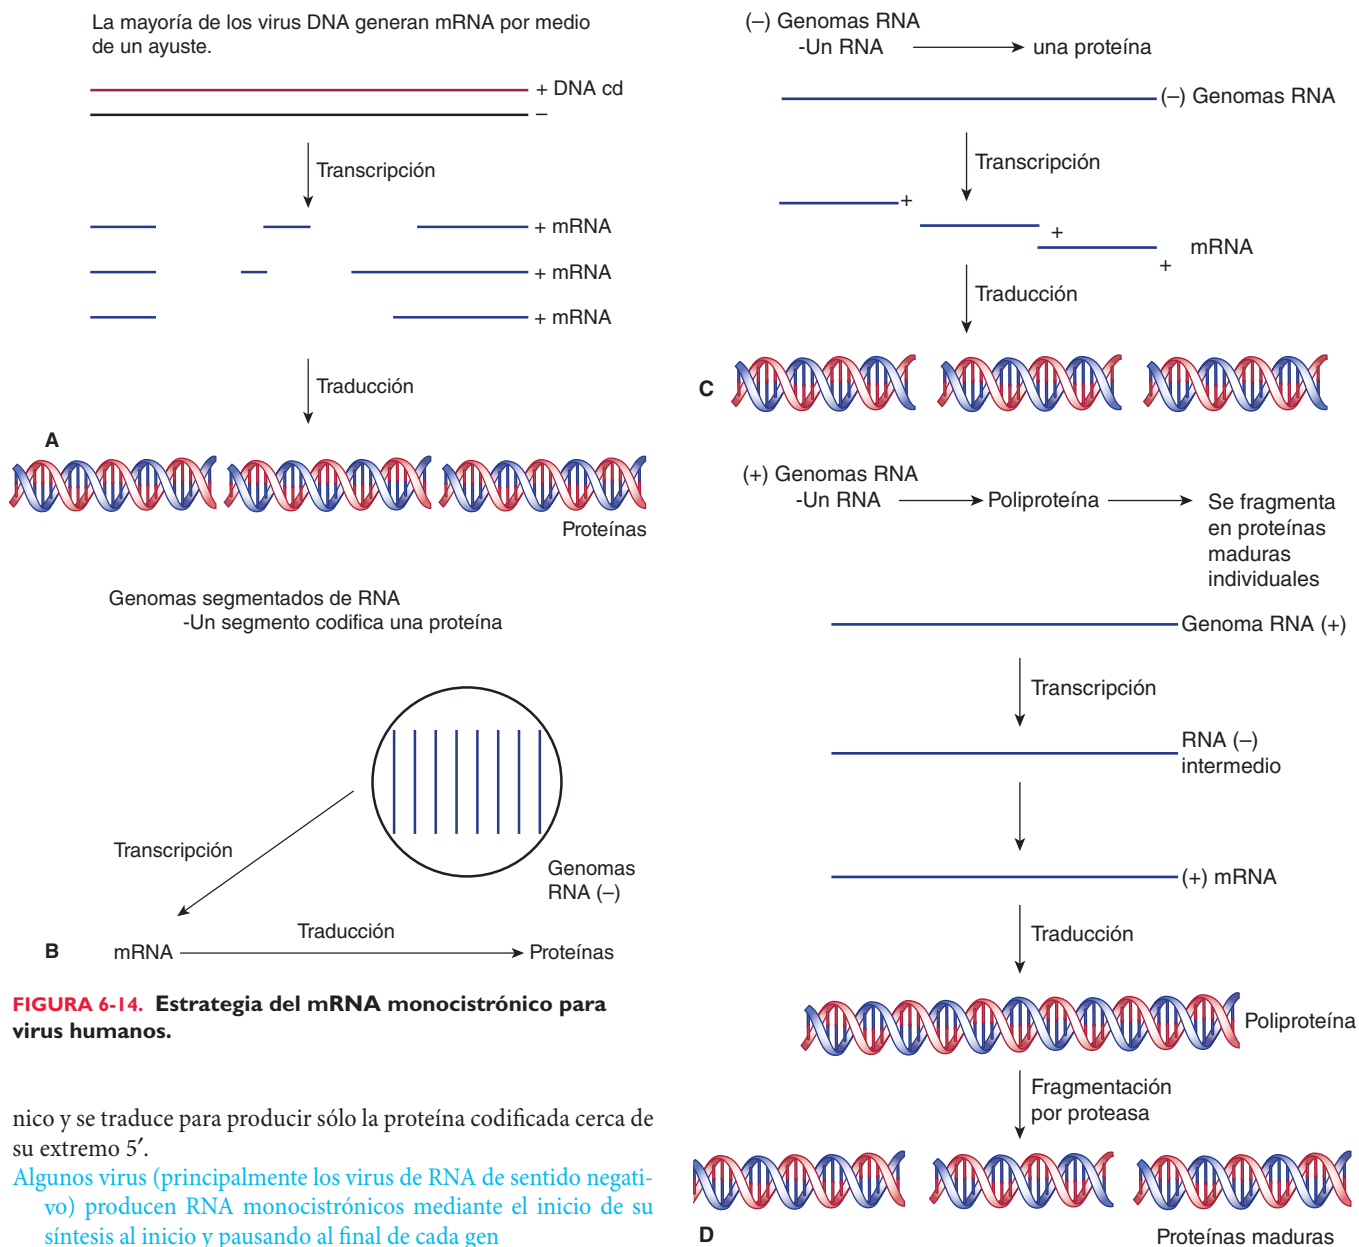 La mayoría de los virus DNA generan mRNA por medio
de un ayuste.
+ DNA cd
–
Transcripción
+ mRNA
+ mRNA
+ mRNA
Traducción
A
Proteínas
Genomas segmentados de RNA
-Un segmento codifica una proteína
Genomas
RNA (–)
Transcripción
Traducción
B
mRNA
Proteínas
FIGURA 6-14. Estrategia del mRNA monocistrónico para
virus humanos.
nico y se traduce para producir sólo la proteína codificada cerca de
su extremo 5′.
Algunos virus (principalmente los virus de RNA de sentido negati-
vo) producen RNA monocistrónicos mediante el inicio de su
síntesis al inicio y pausando al final de cada gen
(–) Genomas RNA
-Un RNA
una proteína
(–) Genomas RNA
Transcripción
+
+
mRNA
+
Traducción
C
(+) Genomas RNA
-Un RNA
Poliproteína
Se fragmenta
en proteínas
maduras
individuales
Genoma RNA (+)
Transcripción
RNA (–)
intermedio
(+) mRNA
Traducción
Poliproteína
Fragmentación
por proteasa
D
Proteínas maduras